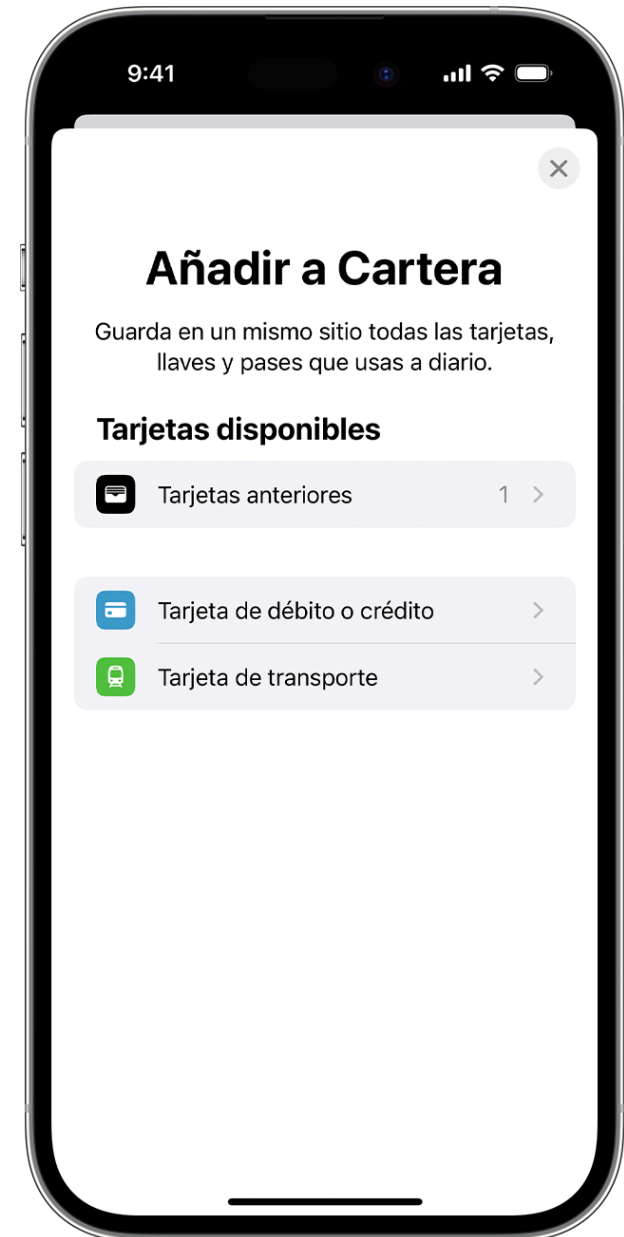 9:41
Añadir a Cartera
Guarda en un mismo sitio todas las tarjetas,
llaves y pases que usas a diario.
Tarjetas disponibles
Tarjetas anteriores 1
Tarjeta de débito o crédito
Tarjeta de transporte